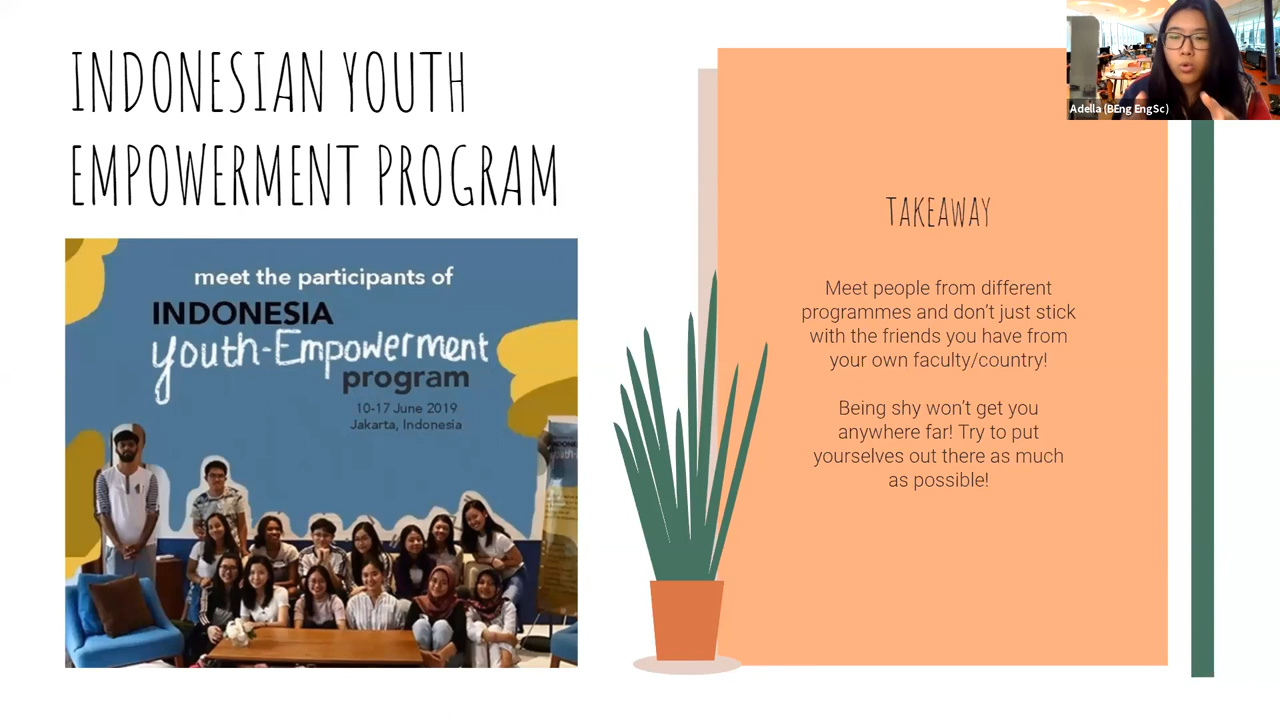 INDONESIAN YOUTH
EMPOWERMENT PROGRAM
meet the participants of
INDONESIA
youth-Empowerment
program
10-17 June 2019
Jakarta, Indonesia
Adella (BEng EngSc)
TAKEAWAY
Meet people from different
programmes and don't just stick
with the friends you have from
your own faculty/country!
Being shy won't get you
anywhere far! Try to put
yourselves out there as much
as possible!